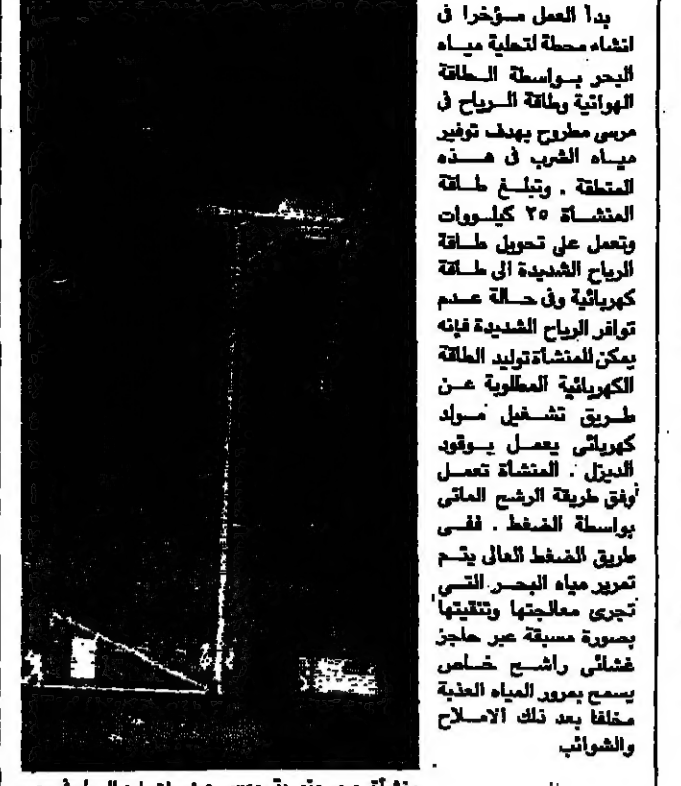 بدأ العمل مؤخرا في
انشاء محطة لتحلية مياه
البحر بواسطة الطاقة
الهوائية وطاقة الرياح في
مرسى مطروح بهدف توفير
مياه الشرب في هذه
المنطقة . وتبلغ طاقة
المنشأة ٢٥ كيلووات
وتعمل على تحويل طاقة
الرياح الشديدة الى طاقة
كهربائية وفي حالة عدم
توافر الرياح الشديدة فإنه
يمكن للمنشأة توليد الطاقة
الكهربائية المطلوبة عن
طريق تشغيل مولد
كهربائى يعمل بوقود
الديزل . المنشأة تعمل
وفق طريقة الرشح المائى
بواسطة الضغط . ففى
طريق الضغط العالى يتم
تمرير مياه البحر التى
تجرى معالجتها وتنقيتها
بصورة مسبقة عبر حاجز
غشائى راشح خاص
يسمح بمرور المياه العذبة
مخلفا بعد ذلك الاملاح
والشوائب